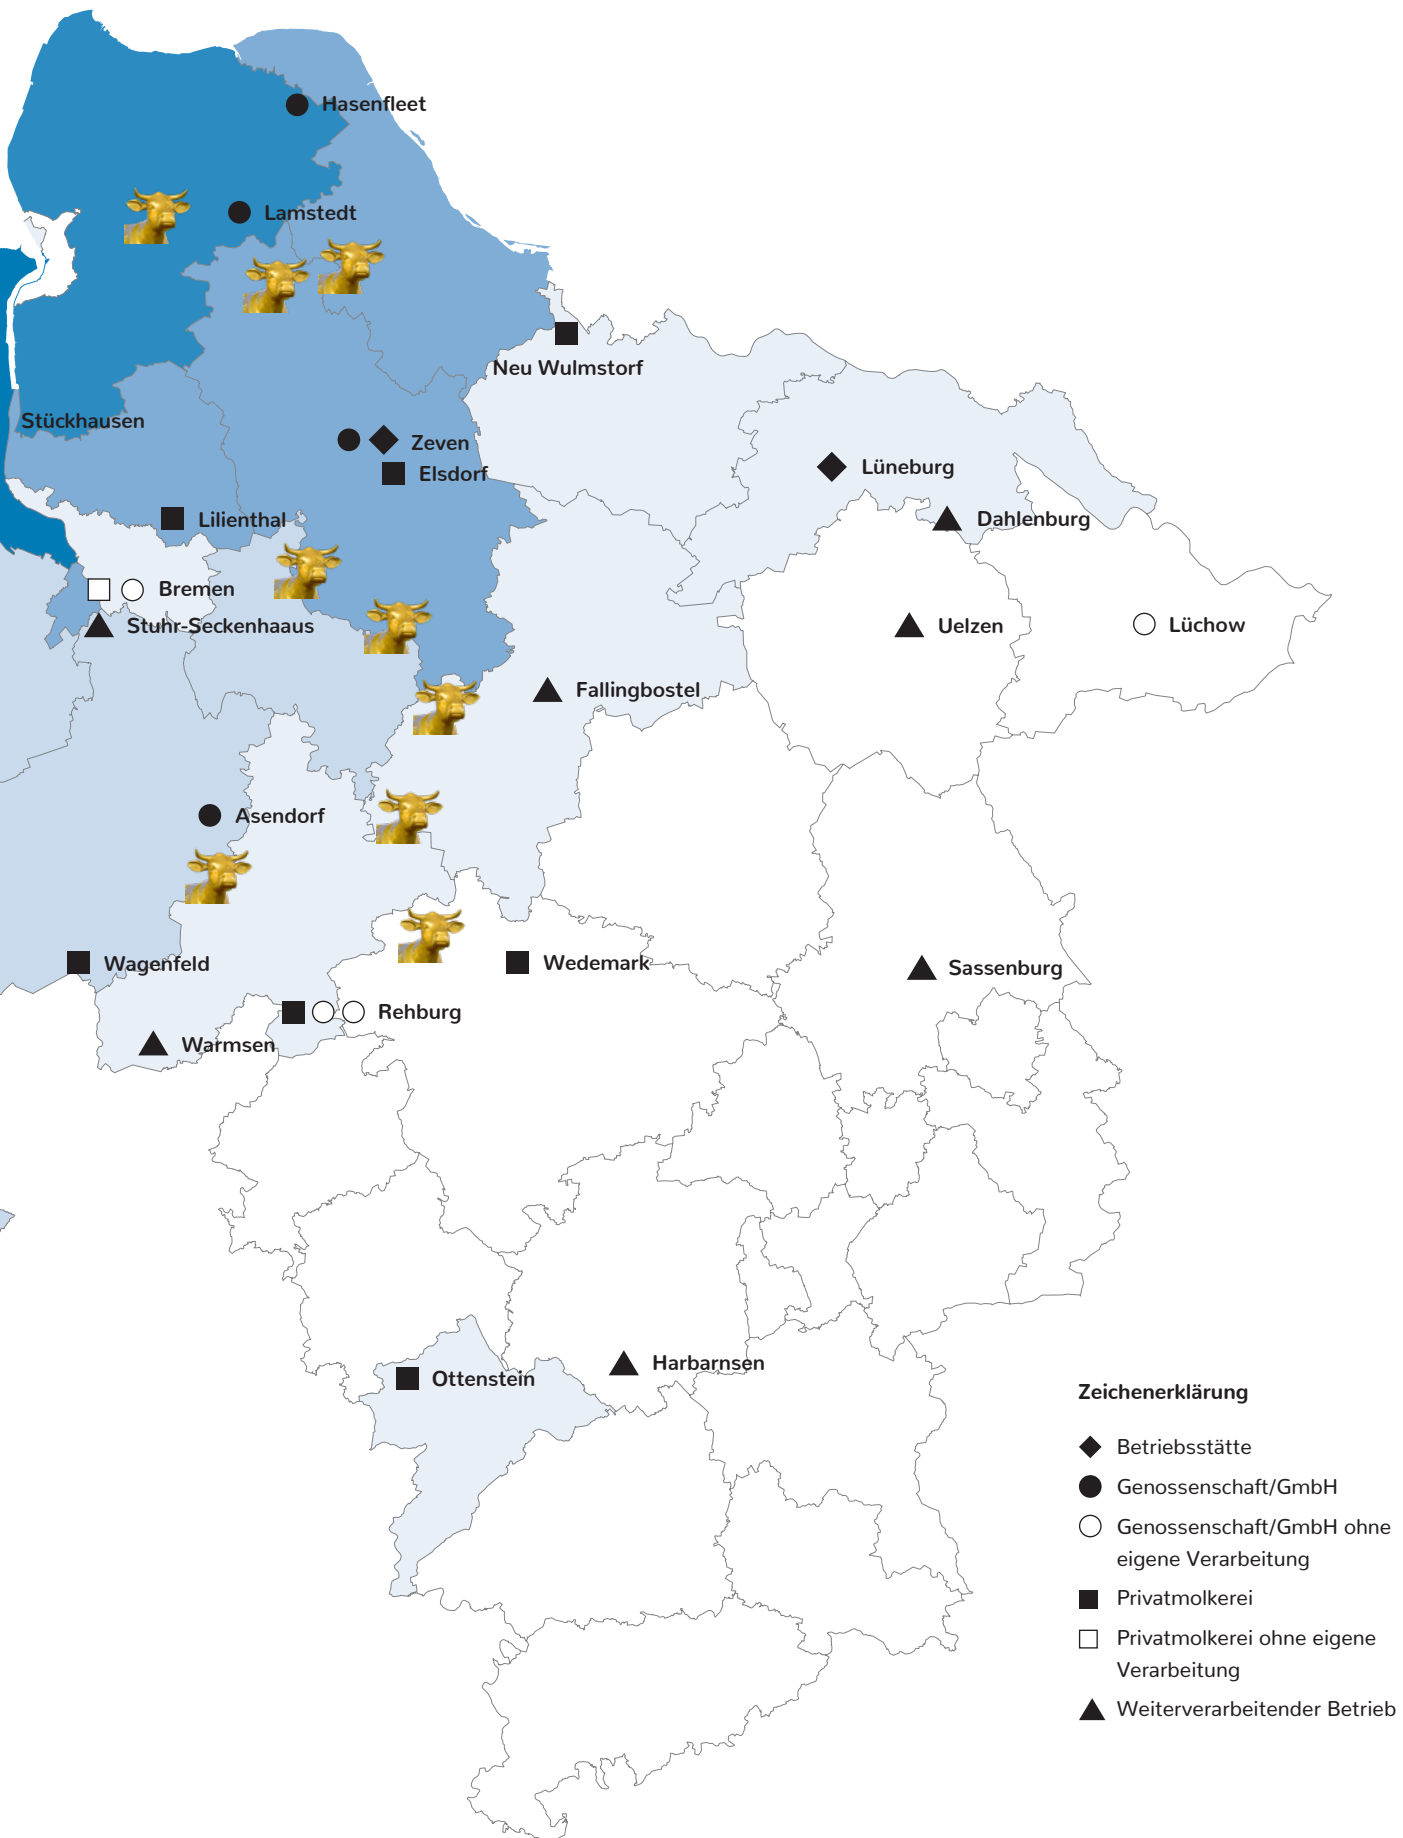 Hasenfleet
Lamstedt
Neu Wulmstorf
Stückhausen
Zeven
Elsdorf
Lüneburg
Lilienthal
Dahlenburg
Bremen
Stuhr-Seckenhaaus
Uelzen
Lüchow
Fallingbostel
Asendorf
Wagenfeld
Wedemark
Sassenburg
Rehburg
Warmsen
Harbarnsen
Ottenstein
Zeichenerklärung
Betriebsstätte
Genossenschaft/GmbH
Genossenschaft/GmbH ohne
eigene Verarbeitung
Privatmolkerei
Privatmolkerei ohne eigene
Verarbeitung
Weiterverarbeitender Betrieb